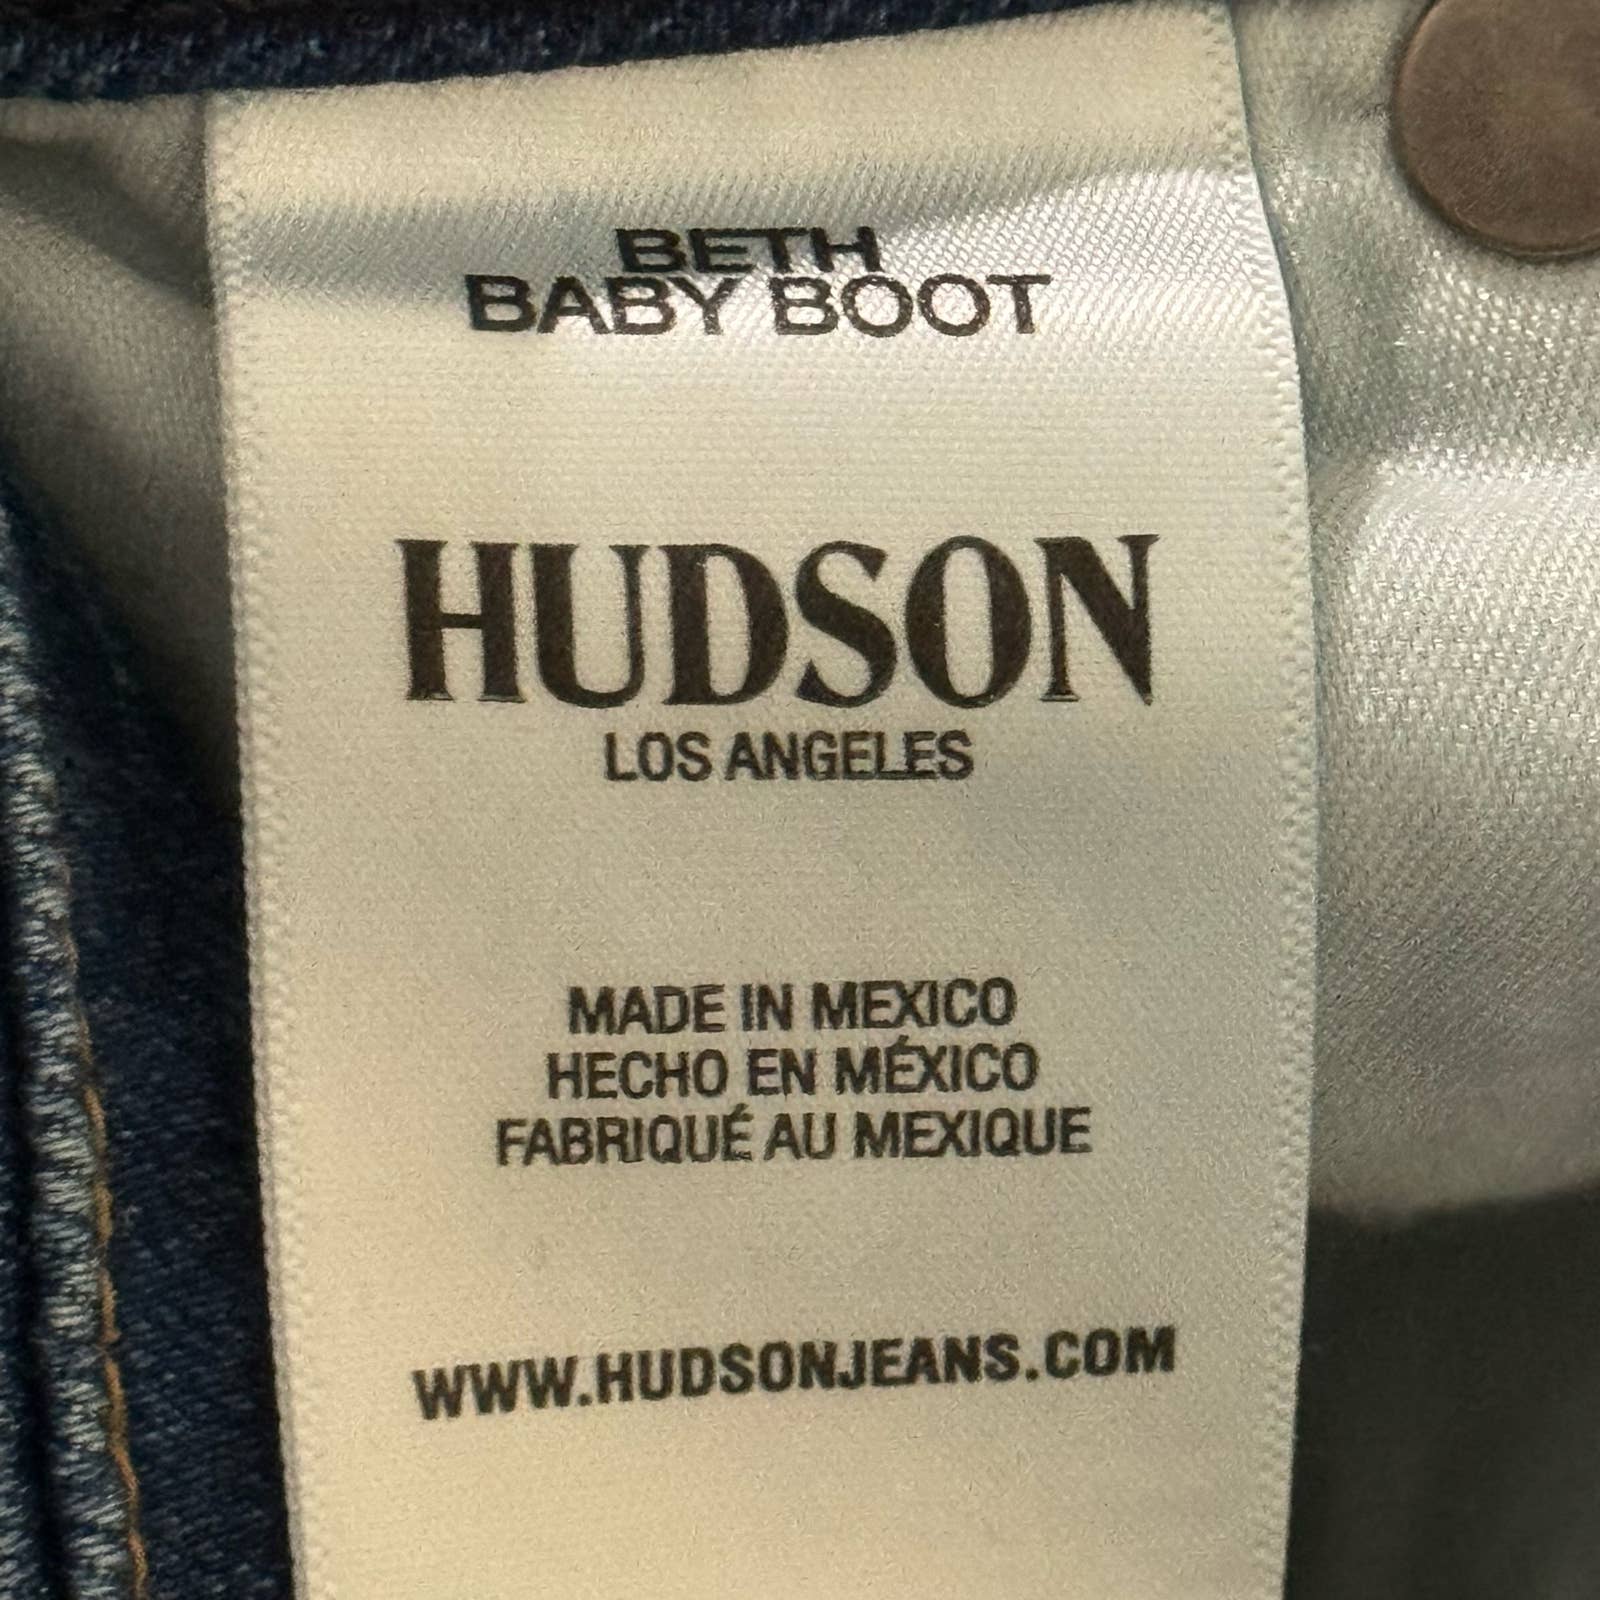 BETH
BABY BOOT
HUDSON
LOS ANGELES
MADE IN MEXICO
HECHO EN MÉXICO
FABRIQUÉ AU MEXIQUE
WWW.HUDSONJEANS.COM